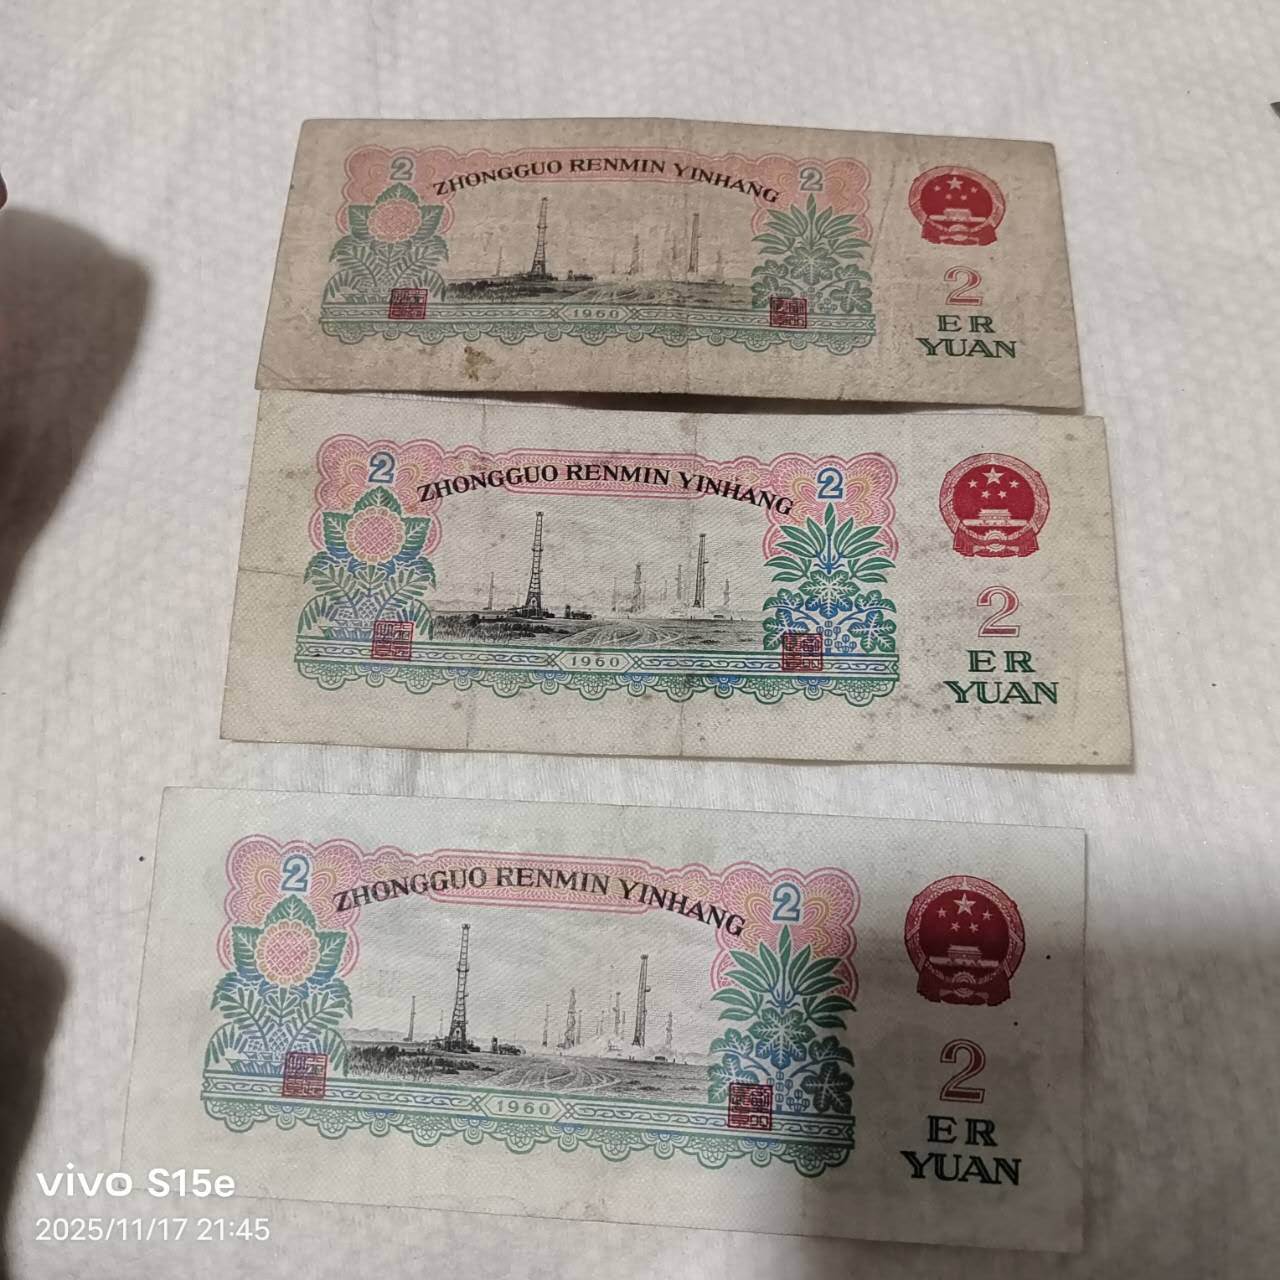 2 ZHONGGUO RENMIN YINHANG 2
2
1960
ER
YUAN
2 ZHONGGUO RENMIN YINHANG 2
2
1960
ER
YUAN
2 ZHONGGUO RENMIN YINHANG 2
2
1960
ER
YUAN
vivo S15e
2025/11/17 21:45